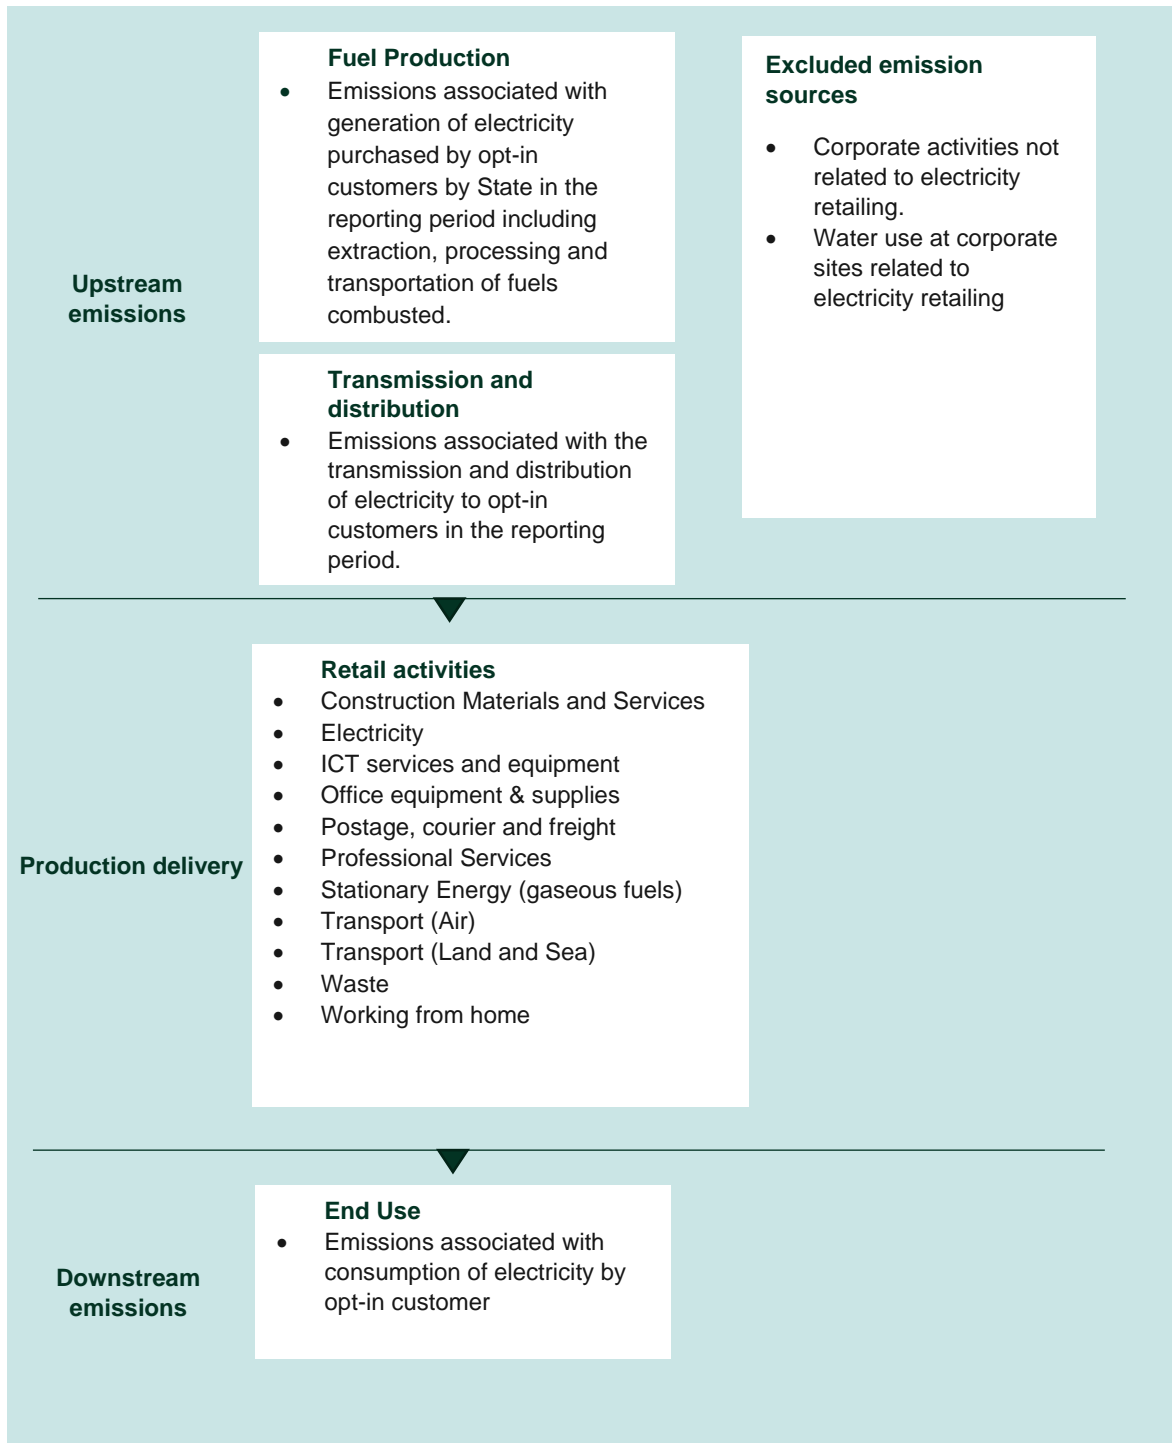 Upstream
emissions
Fuel Production
• Emissions associated with
generation of electricity
purchased by opt-in
customers by State in the
reporting period including
extraction, processing and
transportation of fuels
combusted.
Transmission and
distribution
• Emissions associated with the
transmission and distribution
of electricity to opt-in
customers in the reporting
period.
Excluded emission
sources
• Corporate activities not
related to electricity
retailing.
• Water use at corporate
sites related to
electricity retailing
Production delivery
Retail activities
• Construction Materials and Services
• Electricity
• ICT services and equipment
• Office equipment & supplies
• Postage, courier and freight
• Professional Services
• Stationary Energy (gaseous fuels)
• Transport (Air)
• Transport (Land and Sea)
• Waste
• Working from home
Downstream
emissions
End Use
• Emissions associated with
consumption of electricity by
opt-in customer